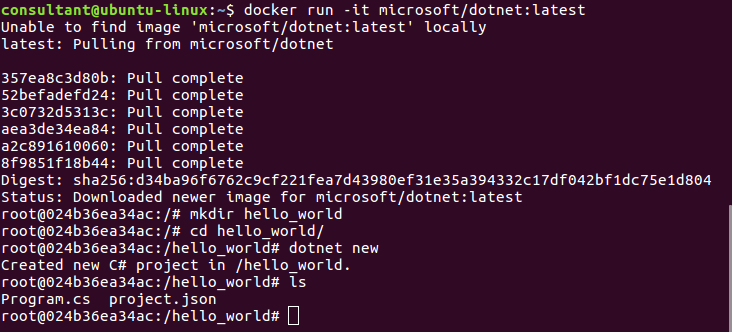 consultant@ubuntu-linux:~$ docker run -it microsoft/dotnet:latest
Unable to find image 'microsoft/dotnet:latest' locally
latest: Pulling from microsoft/dotnet
357ea8c3d80b: Pull complete
52befadefd24: Pull complete
3c0732d5313c: Pull complete
aea3de34ea84: Pull complete
a2c891610060: Pull complete
8f9851f18b44: Pull complete
Digest: sha256:d34ba96f6762c9cf221fea7d43980ef31e35a394332c17df042bf1dc75e1d804
Status: Downloaded newer image for microsoft/dotnet:latest
root@024b36ea34ac:/# mkdir hello_world
root@024b36ea34ac:/# cd hello_world/
root@024b36ea34ac:/hello_world# dotnet new
Created new C# project in /hello_world.
root@024b36ea34ac:/hello_world# ls
Program.cs  project.json
root@024b36ea34ac:/hello_world#